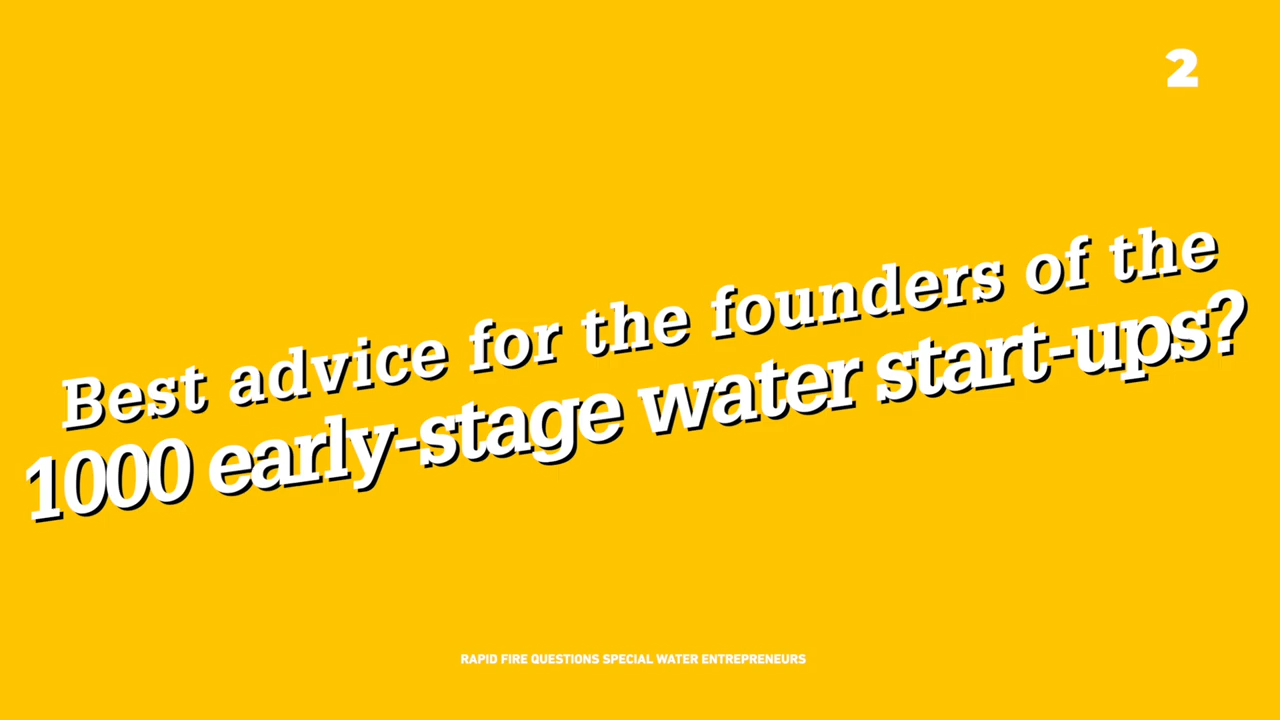 2
Best advice for the founders of the
1000 early-stage water start-ups?
RAPID FIRE QUESTIONS SPECIAL WATER ENTREPRENEURS